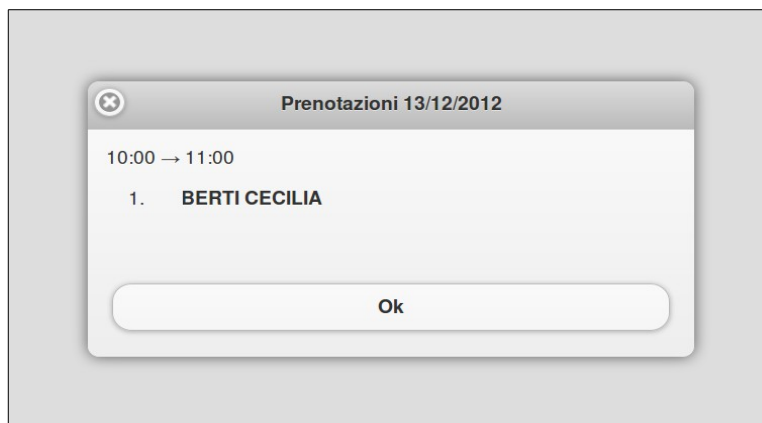 Prenotazioni 13/12/2012
10:00 → 11:00
1. BERTI CECILIA
Ok